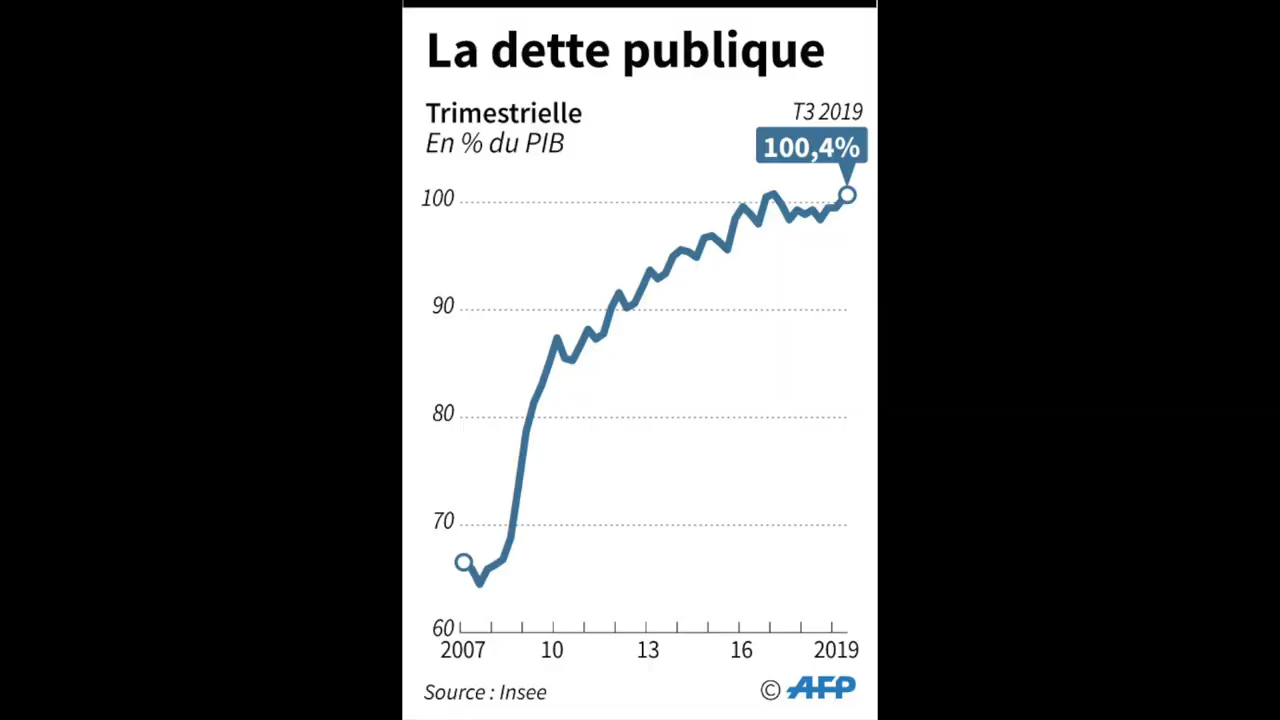 La dette publique
Trimestrielle
En % du PIB
T3 2019
100,4%
100
90
80
70
60
2007 10 13 16 2019
Source : Insee
© AFP